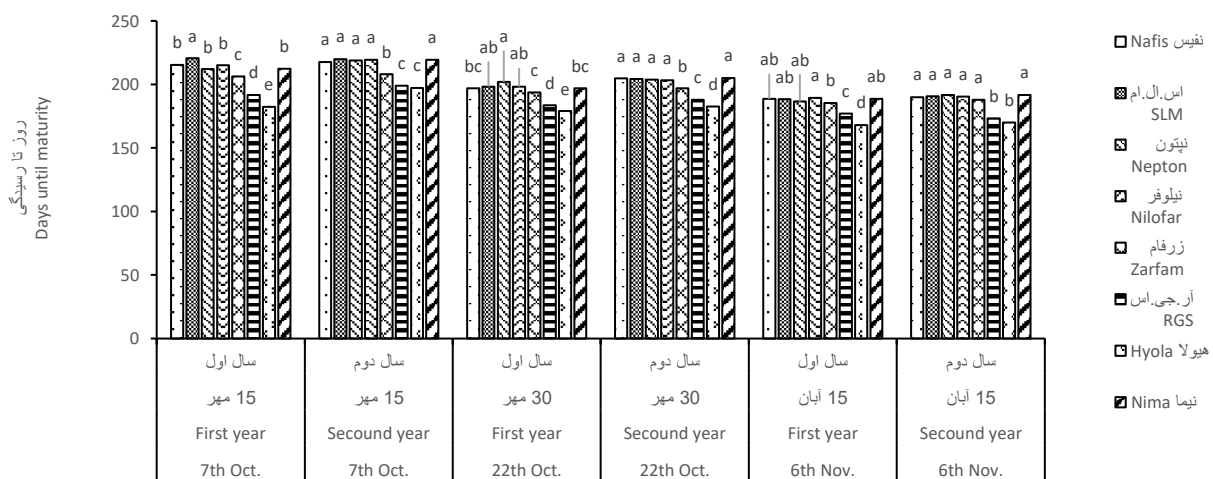 روز تا رسیدگی
Days until maturity
250
200
150
100
50
0
b a b b c d e b
a a a a b c c a
bc ab a ab c d e bc
a a a a b c d a
ab ab ab a b c d ab
a a a a a b b a
سال اول سال دوم سال اول سال دوم سال اول سال دوم
15 مهر 15 مهر 30 مهر 30 مهر 15 آبان 15 آبان
First year Secound year First year Secound year First year Secound year
7th Oct. 7th Oct. 22th Oct. 22th Oct. 6th Nov. 6th Nov.
Nafis نفیس
اس.ال.ام
SLM
نپتون
Nepton
نیلوفر
Nilofar
زرفام
Zarfam
آر.جی.اس
RGS
Hyola هیولا
Nima نیما